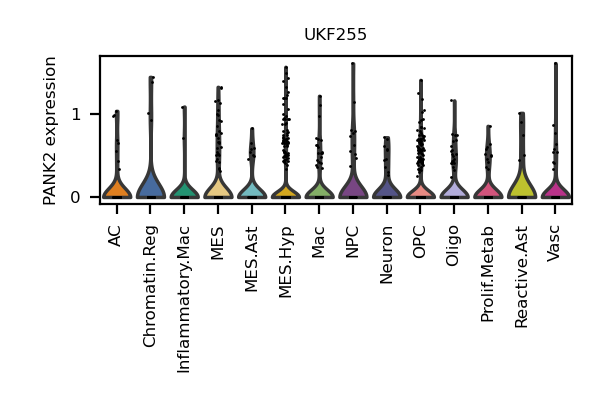 UKF255
PANK2 expression
1
0
AC
Chromatin.Reg
Inflammatory.Mac
MES
MES.Ast
MES.Hyp
Mac
NPC
Neuron
OPC
Oligo
Prolif.Metab
Reactive.Ast
Vasc